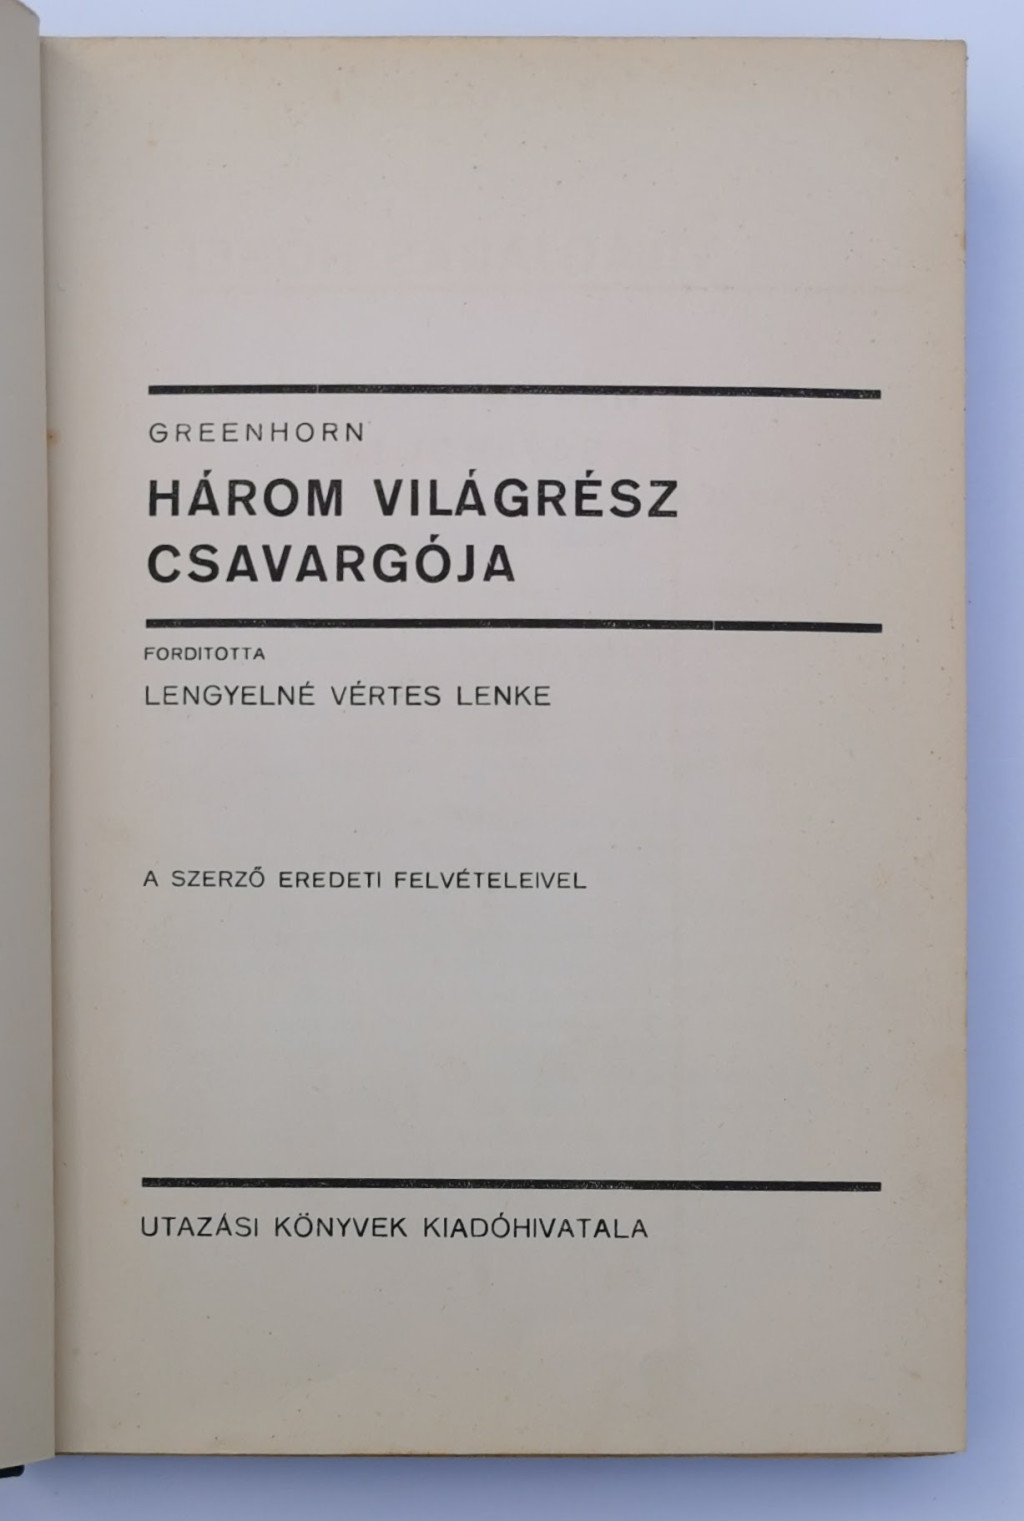 GREENHORN
HÁROM VILÁGRÉSZ
CSAVARGÓJA
FORDITOTTA
LENGYELNÉ VÉRTES LENKE
A SZERZŐ EREDETI FELVÉTELEIVEL
UTAZÁSI KÖNYVEK KIADÓHIVATALA